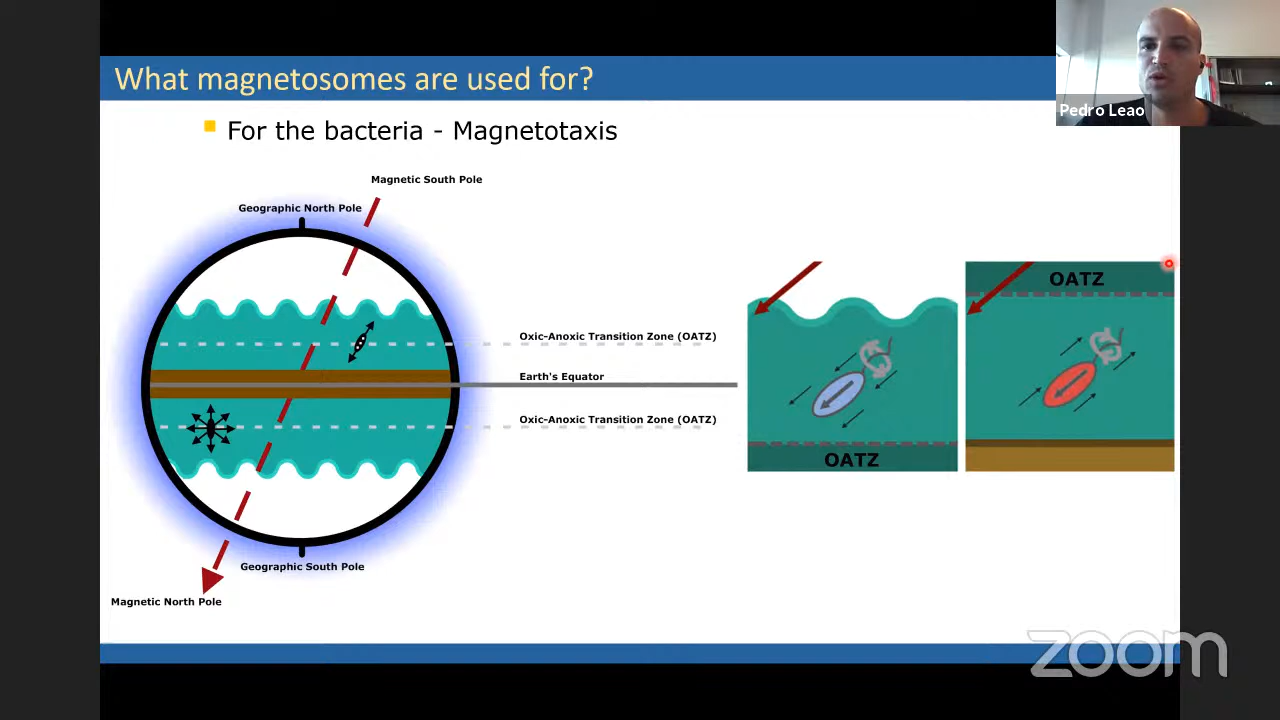 What magnetosomes are used for?
Pedro Leao
For the bacteria - Magnetotaxis
Magnetic South Pole
Geographic North Pole
Oxic-Anoxic Transition Zone (OATZ)
Earth's Equator
Oxic-Anoxic Transition Zone (OATZ)
OATZ
OATZ
Geographic South Pole
Magnetic North Pole
zoom